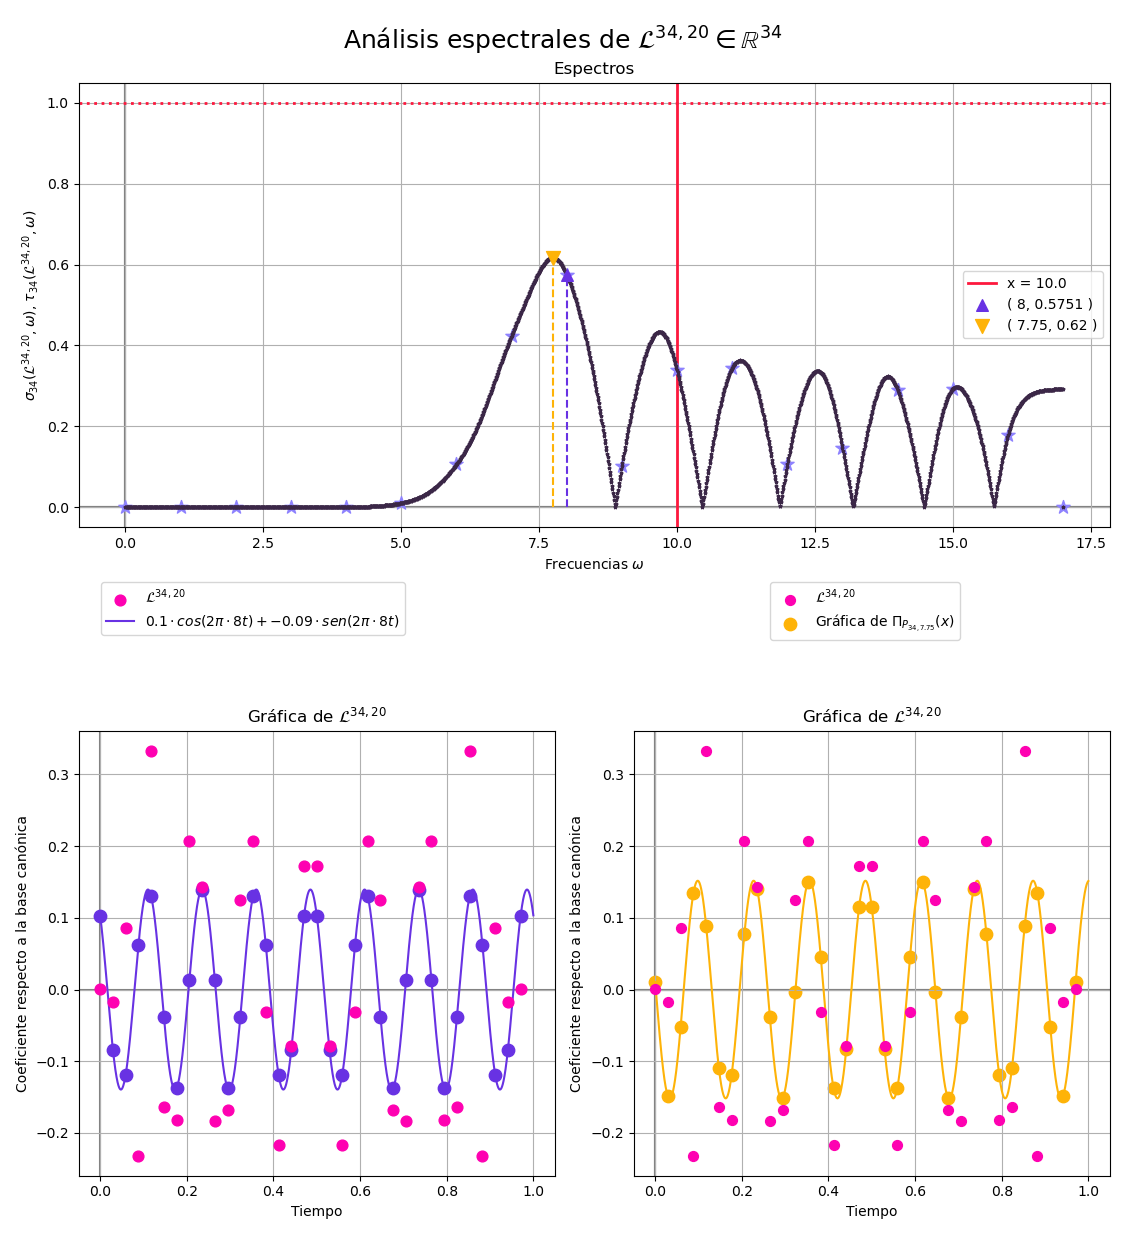 Análisis espectrales de 𝓛^{34,20} ∈ ℝ^{34}
Espectros
σ_{34}(𝓛^{34,20}, ω), τ_{34}(𝓛^{34,20}, ω)
1.0
0.8
0.6
0.4
0.2
0.0
x = 10.0
( 8, 0.5751 )
( 7.75, 0.62 )
0.0 2.5 5.0 7.5 10.0 12.5 15.0 17.5
Frecuencias ω
𝓛^{34,20}
0.1 · cos(2π · 8t) + −0.09 · sen(2π · 8t)
𝓛^{34,20}
Gráfica de Π_{P_{34,7.75}}(x)
Gráfica de 𝓛^{34,20}
Coeficiente respecto a la base canónica
0.3
0.2
0.1
0.0
−0.1
−0.2
0.0 0.2 0.4 0.6 0.8 1.0
Tiempo
Gráfica de 𝓛^{34,20}
Coeficiente respecto a la base canónica
0.3
0.2
0.1
0.0
−0.1
−0.2
0.0 0.2 0.4 0.6 0.8 1.0
Tiempo